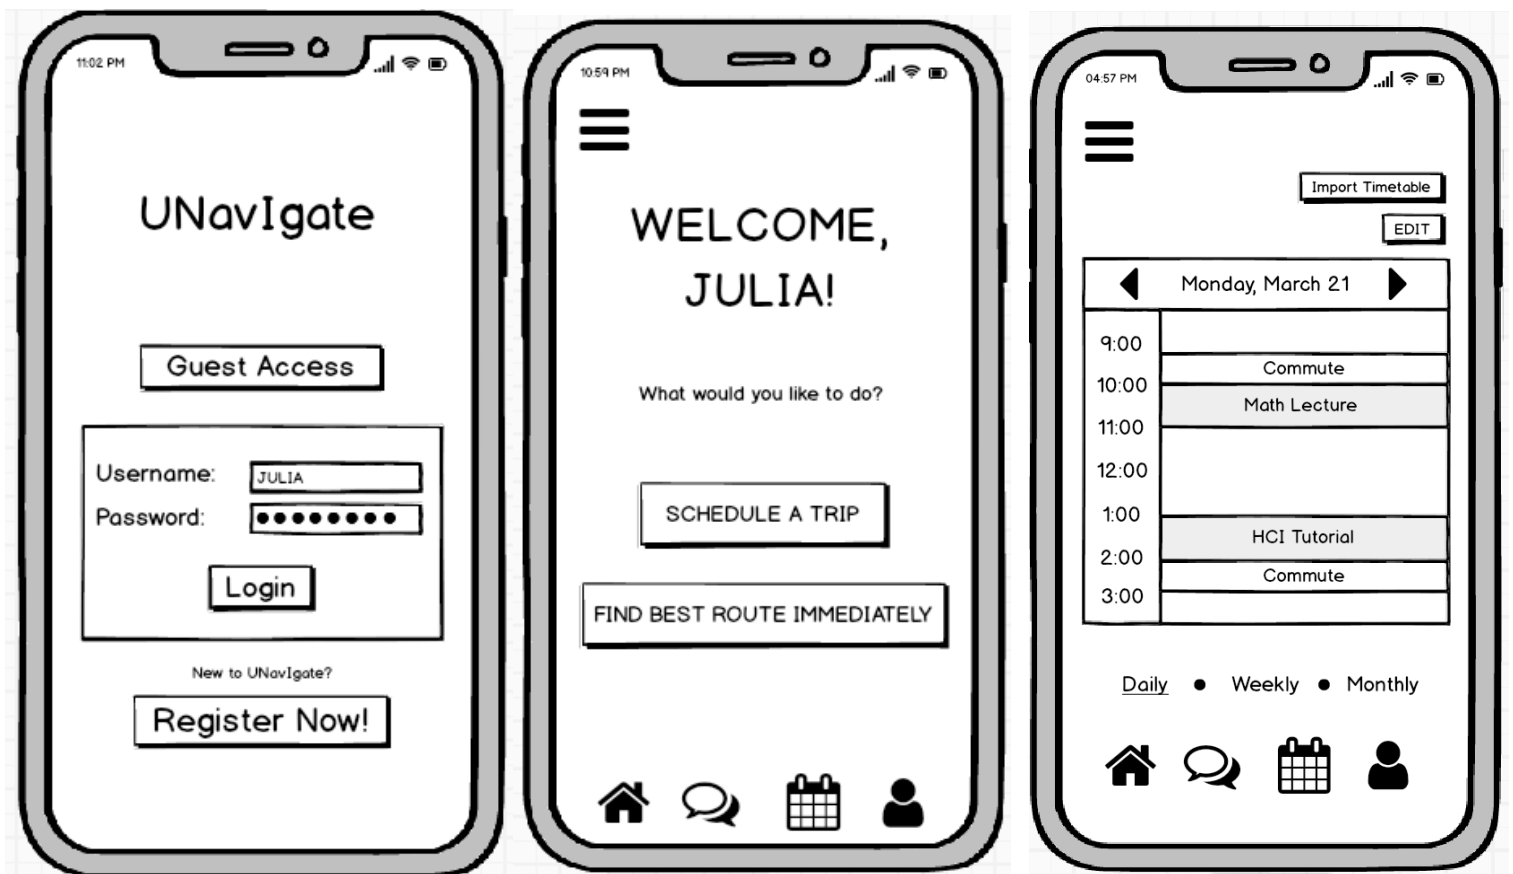 11:02 PM
UNavIgate
Guest Access
Username: JULIA
Password: ●●●●●●●●
Login
New to UNavIgate?
Register Now!
10:59 PM
WELCOME,
JULIA!
What would you like to do?
SCHEDULE A TRIP
FIND BEST ROUTE IMMEDIATELY
04:57 PM
Import Timetable
EDIT
Monday, March 21
9:00
Commute
10:00
Math Lecture
11:00
12:00
1:00
HCI Tutorial
2:00
Commute
3:00
Daily ● Weekly ● Monthly